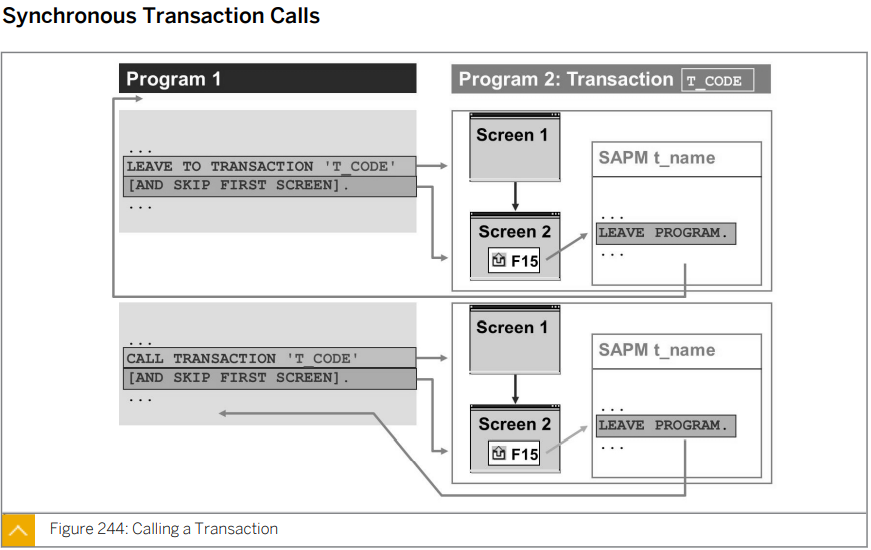 Synchronous Transaction Calls
Program 1
Program 2: Transaction T_CODE
...
LEAVE TO TRANSACTION 'T_CODE'
[AND SKIP FIRST SCREEN].
...
Screen 1
Screen 2
F15
SAPM t_name
...
LEAVE PROGRAM.
...
...
CALL TRANSACTION 'T_CODE'
[AND SKIP FIRST SCREEN].
...
Screen 1
Screen 2
F15
SAPM t_name
...
LEAVE PROGRAM.
...
Figure 244: Calling a Transaction